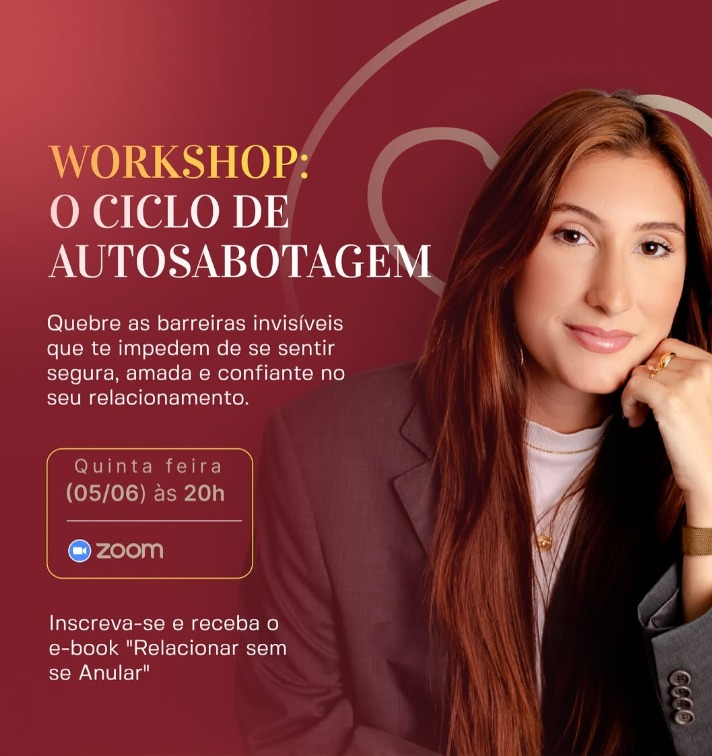 WORKSHOP:
O CICLO DE
AUTOSABOTAGEM
Quebre as barreiras invisíveis
que te impedem de se sentir
segura, amada e confiante no
seu relacionamento.
Quinta feira
(05/06) às 20h
zoom
Inscreva-se e receba o
e-book "Relacionar sem
se Anular"